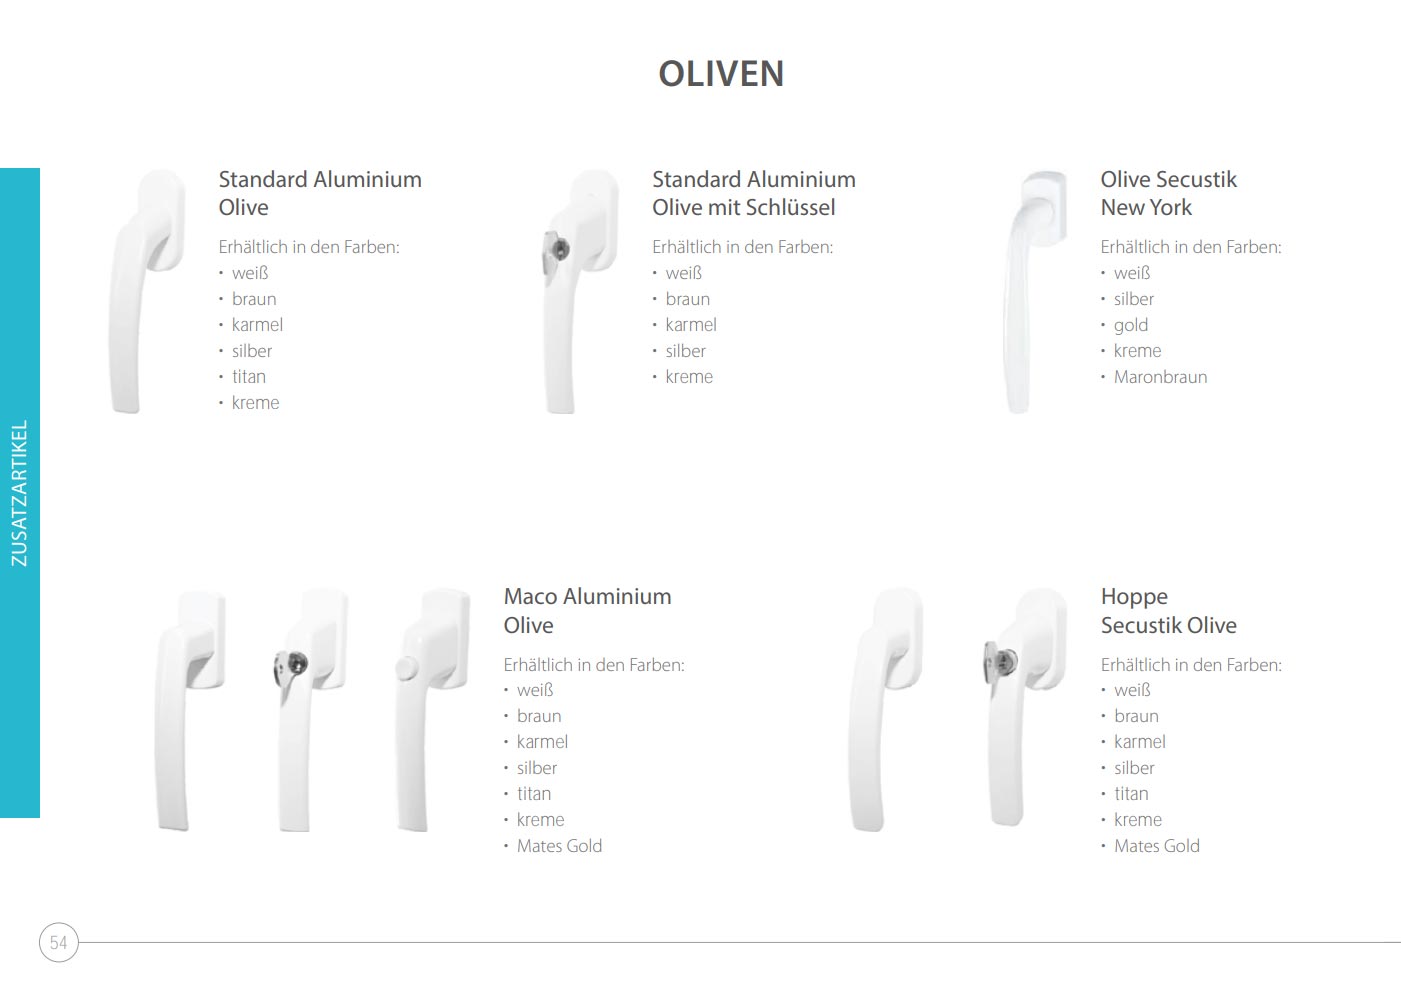 OLIVEN
Standard Aluminium
Olive
Erhältlich in den Farben:
• weiß
• braun
• karmel
• silber
• titan
• kreme
Standard Aluminium
Olive mit Schlüssel
Erhältlich in den Farben:
• weiß
• braun
• karmel
• silber
• kreme
Olive Secustik
New York
Erhältlich in den Farben:
• weiß
• silber
• gold
• kreme
• Maronbraun
ZUSATZARTIKEL
Maco Aluminium
Olive
Erhältlich in den Farben:
• weiß
• braun
• karmel
• silber
• titan
• kreme
• Mates Gold
Hoppe
Secustik Olive
Erhältlich in den Farben:
• weiß
• braun
• karmel
• silber
• titan
• kreme
• Mates Gold
54